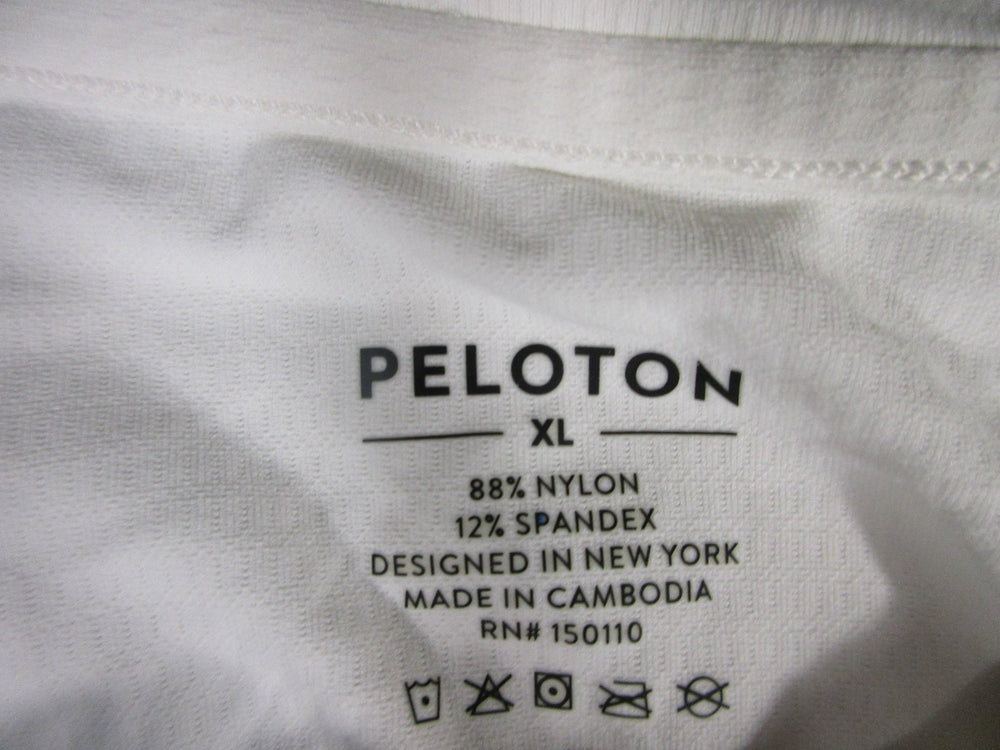 PELOTON
XL
88% NYLON
12% SPANDEX
DESIGNED IN NEW YORK
MADE IN CAMBODIA
RN# 150110